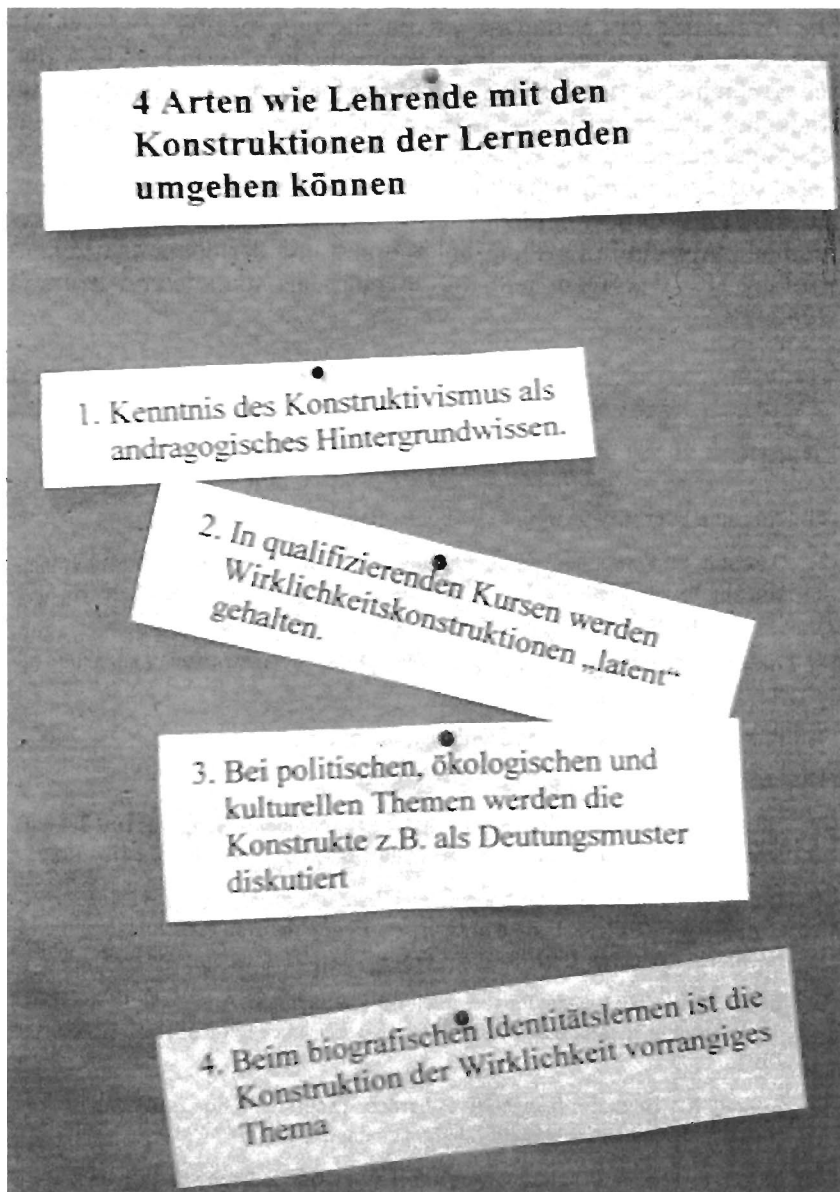 4 Arten wie Lehrende mit den
Konstruktionen der Lernenden
umgehen können
1. Kenntnis des Konstruktivismus als
andragogisches Hintergrundwissen.
2. In qualifizierenden Kursen werden
Wirklichkeitskonstruktionen „latent“
gehalten.
3. Bei politischen, ökologischen und
kulturellen Themen werden die
Konstrukte z.B. als Deutungsmuster
diskutiert
4. Beim biografischen Identitätslernen ist die
Konstruktion der Wirklichkeit vorrangiges
Thema